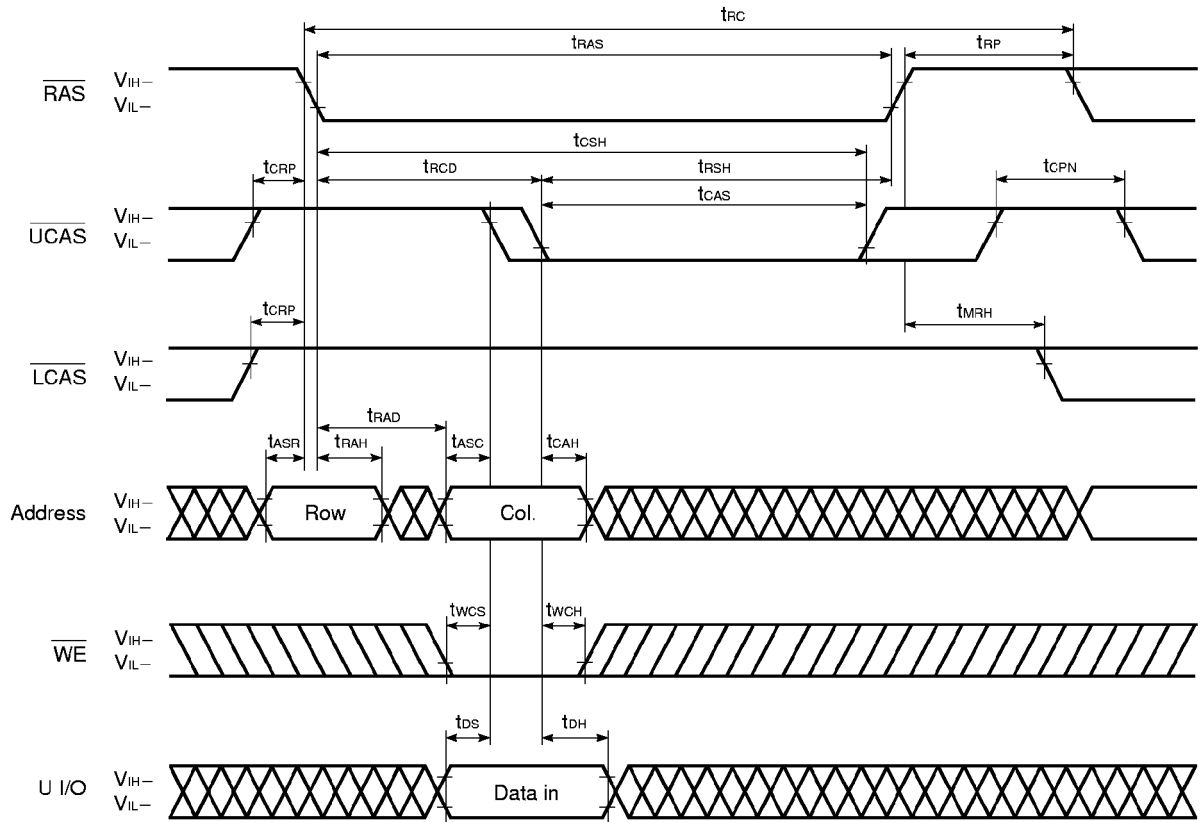 tRC
tRAS tRP
RAS VIH–
VIL–
tCSH
tCRP tRCD tRSH tCPN
tCAS
UCAS VIH–
VIL–
tCRP tMRH
LCAS VIH–
VIL–
tRAD
tASR tRAH tASC tCAH
Address VIH– Row Col.
VIL–
tWCS tWCH
WE VIH–
VIL–
tDS tDH
U I/O VIH– Data in
VIL–